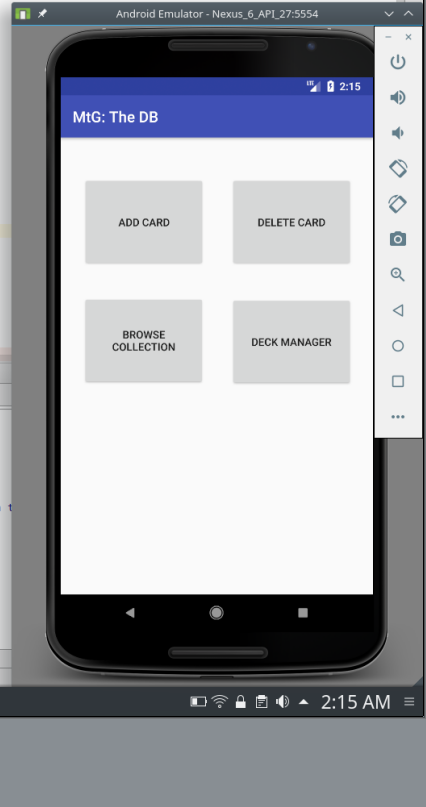 Android Emulator - Nexus_6_API_27:5554
LTE 2:15
MtG: The DB
ADD CARD
DELETE CARD
BROWSE
COLLECTION
DECK MANAGER
t
2:15 AM